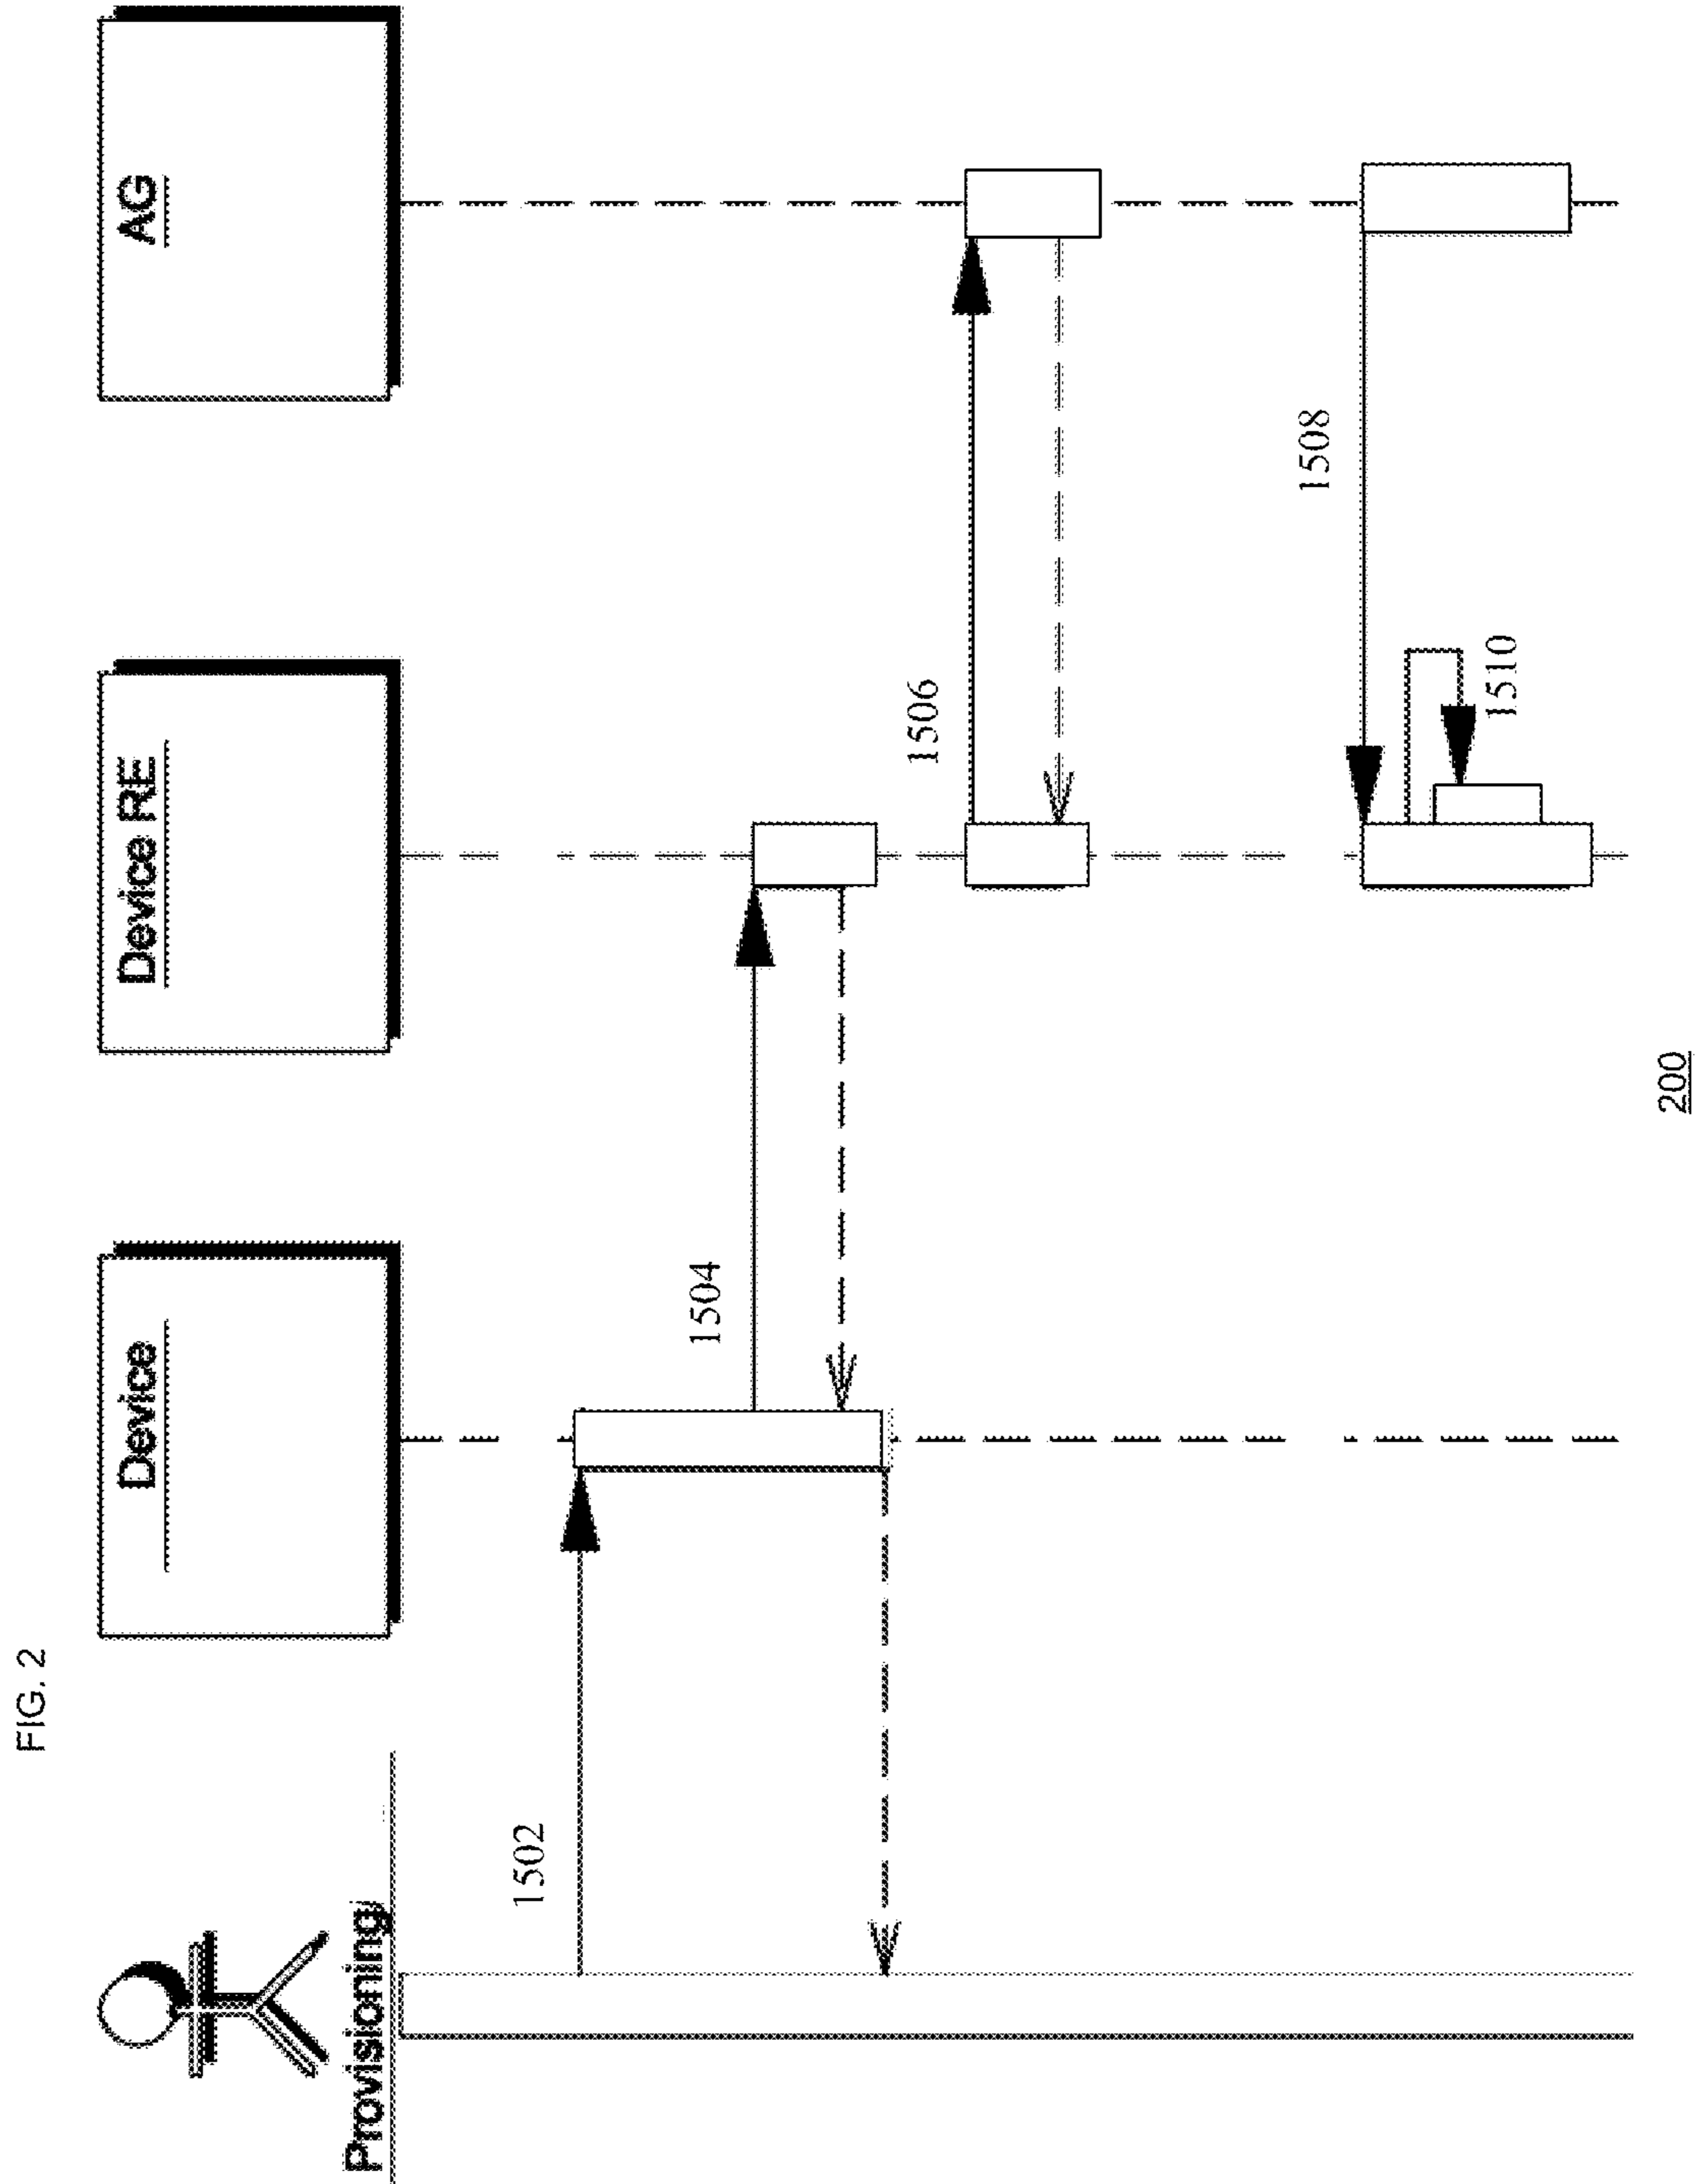 FIG. 2
Provisioning
Device
Device RE
AG
1502
1504
1506
1508
1510
200